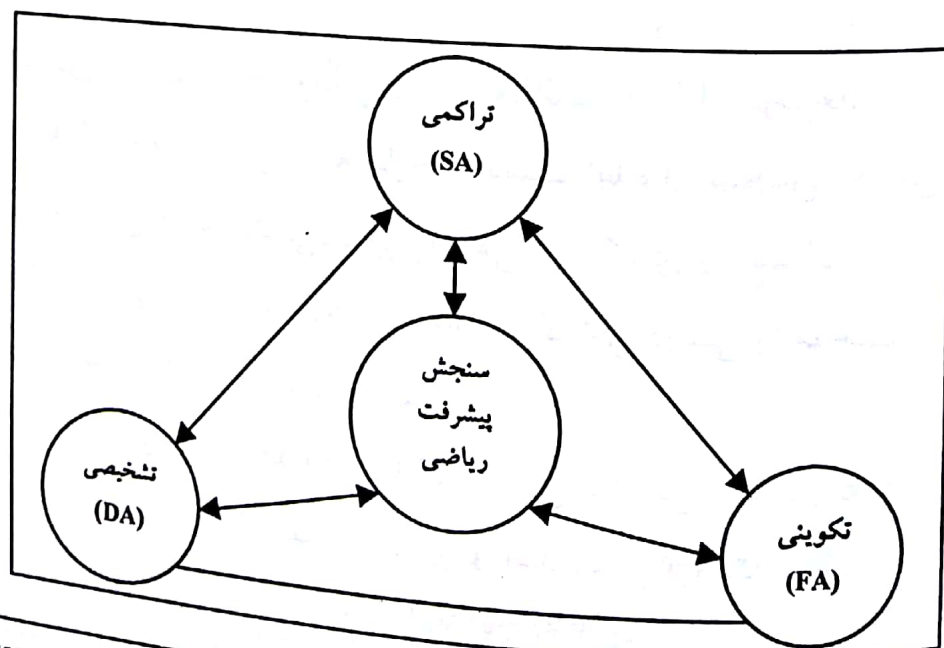 تراکمی
(SA)
سنجش
پیشرفت
ریاضی
تشخیصی
(DA)
تکوینی
(FA)